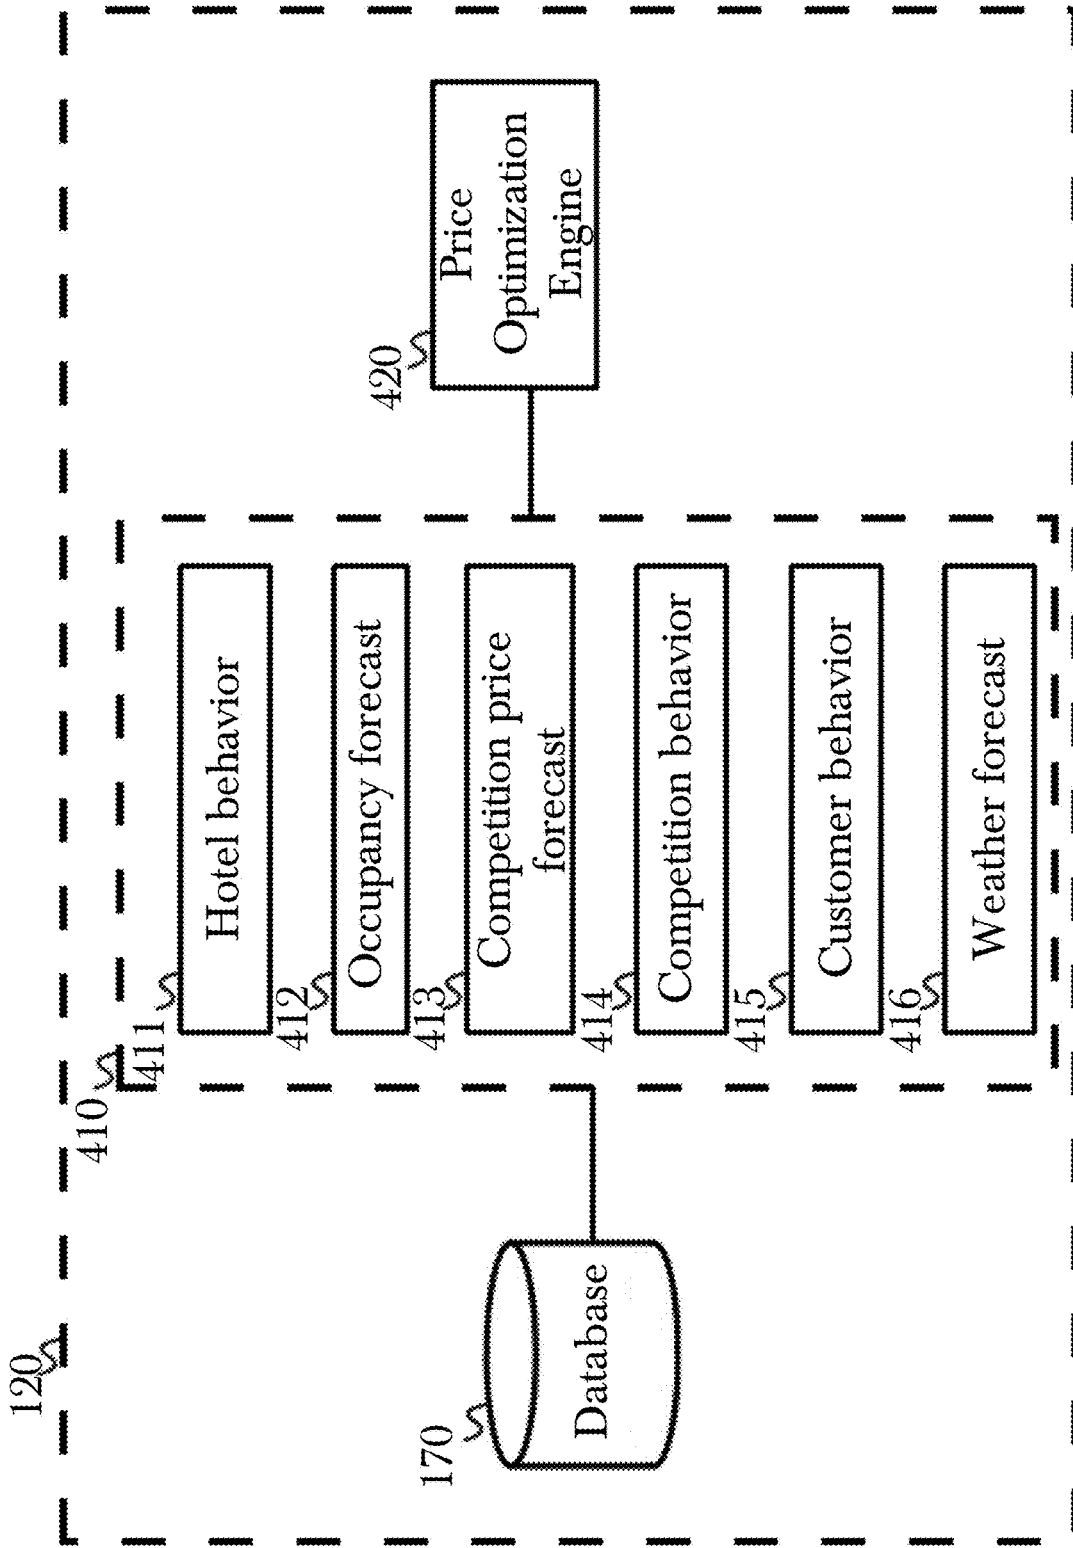 120
410
411
Hotel behavior
412
Occupancy forecast
413
Competition price
forecast
414
Competition behavior
415
Customer behavior
416
Weather forecast
170
Database
420
Price
Optimization
Engine